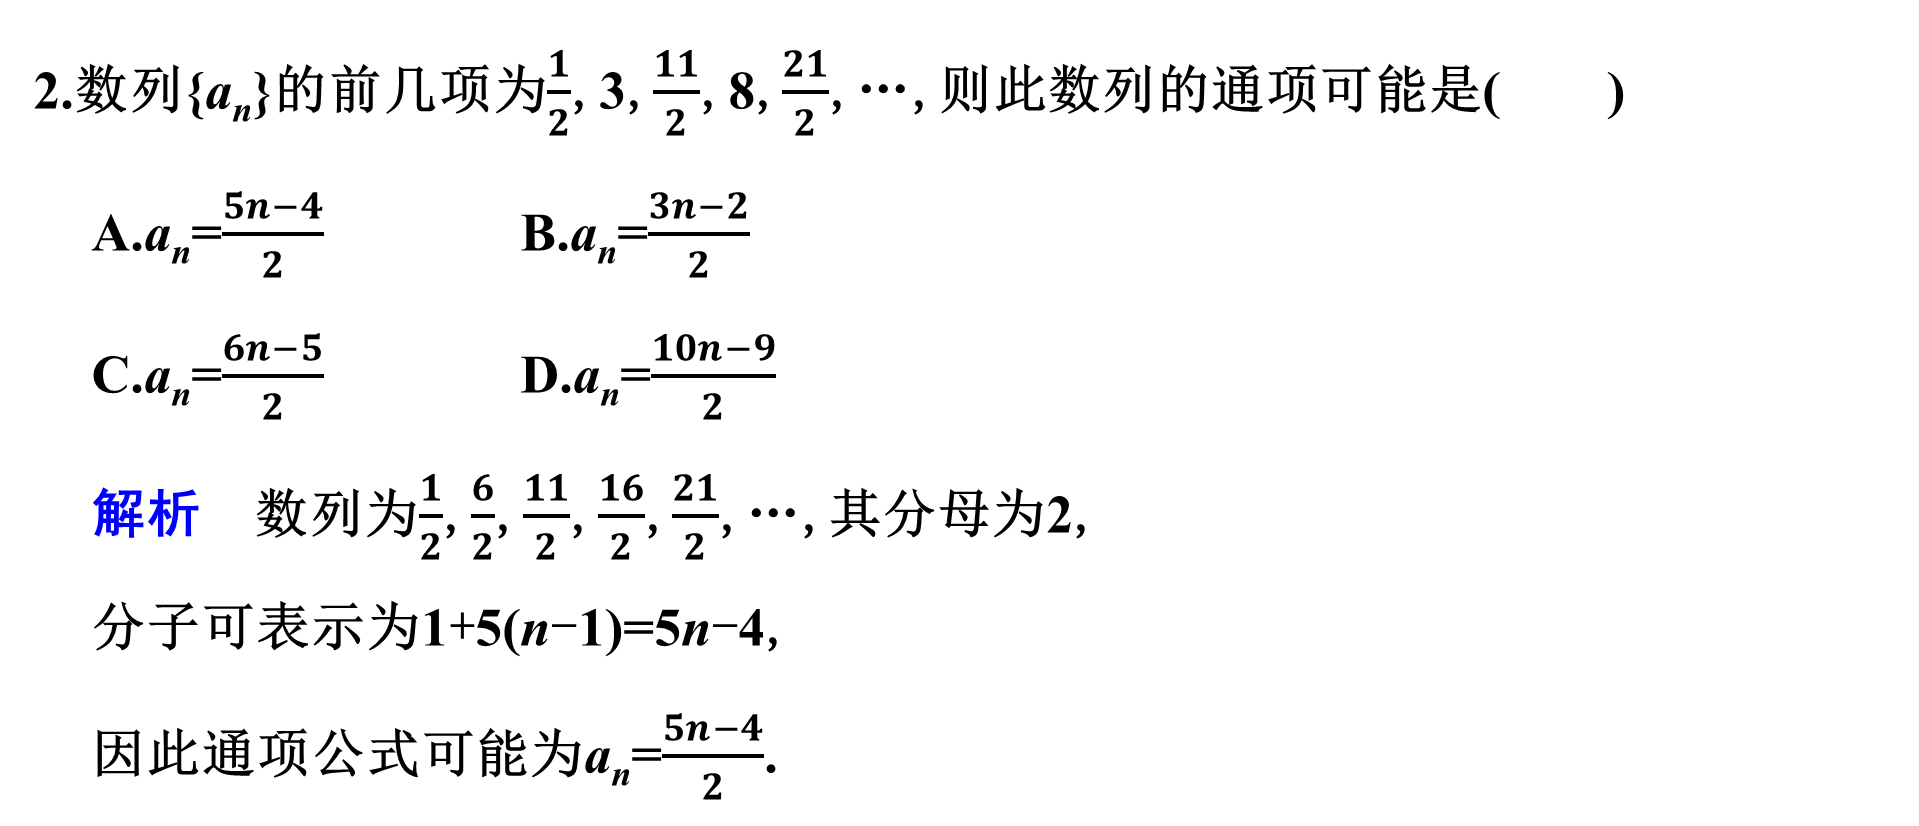 2.数列{aₙ}的前几项为1/2, 3, 11/2, 8, 21/2, ⋯, 则此数列的通项可能是(　　)
A.aₙ=(5n−4)/2　　B.aₙ=(3n−2)/2
C.aₙ=(6n−5)/2　　D.aₙ=(10n−9)/2
解析　数列为1/2, 6/2, 11/2, 16/2, 21/2, ⋯, 其分母为2,
分子可表示为1+5(n−1)=5n−4,
因此通项公式可能为aₙ=(5n−4)/2.